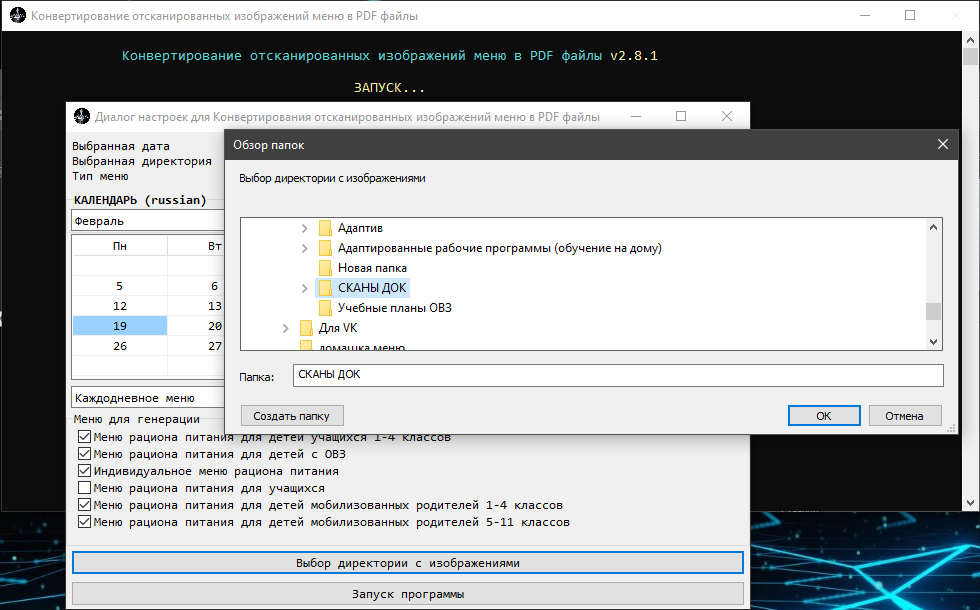 Конвертирование отсканированных изображений меню в PDF файлы
Конвертирование отсканированных изображений меню в PDF файлы v2.8.1
ЗАПУСК...
Диалог настроек для Конвертирования отсканированных изображений меню в PDF файлы
Выбранная дата
Выбранная директория
Тип меню
КАЛЕНДАРЬ (russian)
Февраль
Пн Вт
5 6
12 13
19 20
26 27
Каждодневное меню
Меню для генерации
Меню рациона питания для детей учащихся 1-4 классов
Меню рациона питания для детей с ОВЗ
Индивидуальное меню рациона питания
Меню рациона питания для учащихся
Меню рациона питания для детей мобилизованных родителей 1-4 классов
Меню рациона питания для детей мобилизованных родителей 5-11 классов
Выбор директории с изображениями
Запуск программы
Обзор папок
Выбор директории с изображениями
Адаптив
Адаптированные рабочие программы (обучение на дому)
Новая папка
СКАНЫ ДОК
Учебные планы ОВЗ
Для VK
домашка меню
Папка: СКАНЫ ДОК
Создать папку ОК Отмена